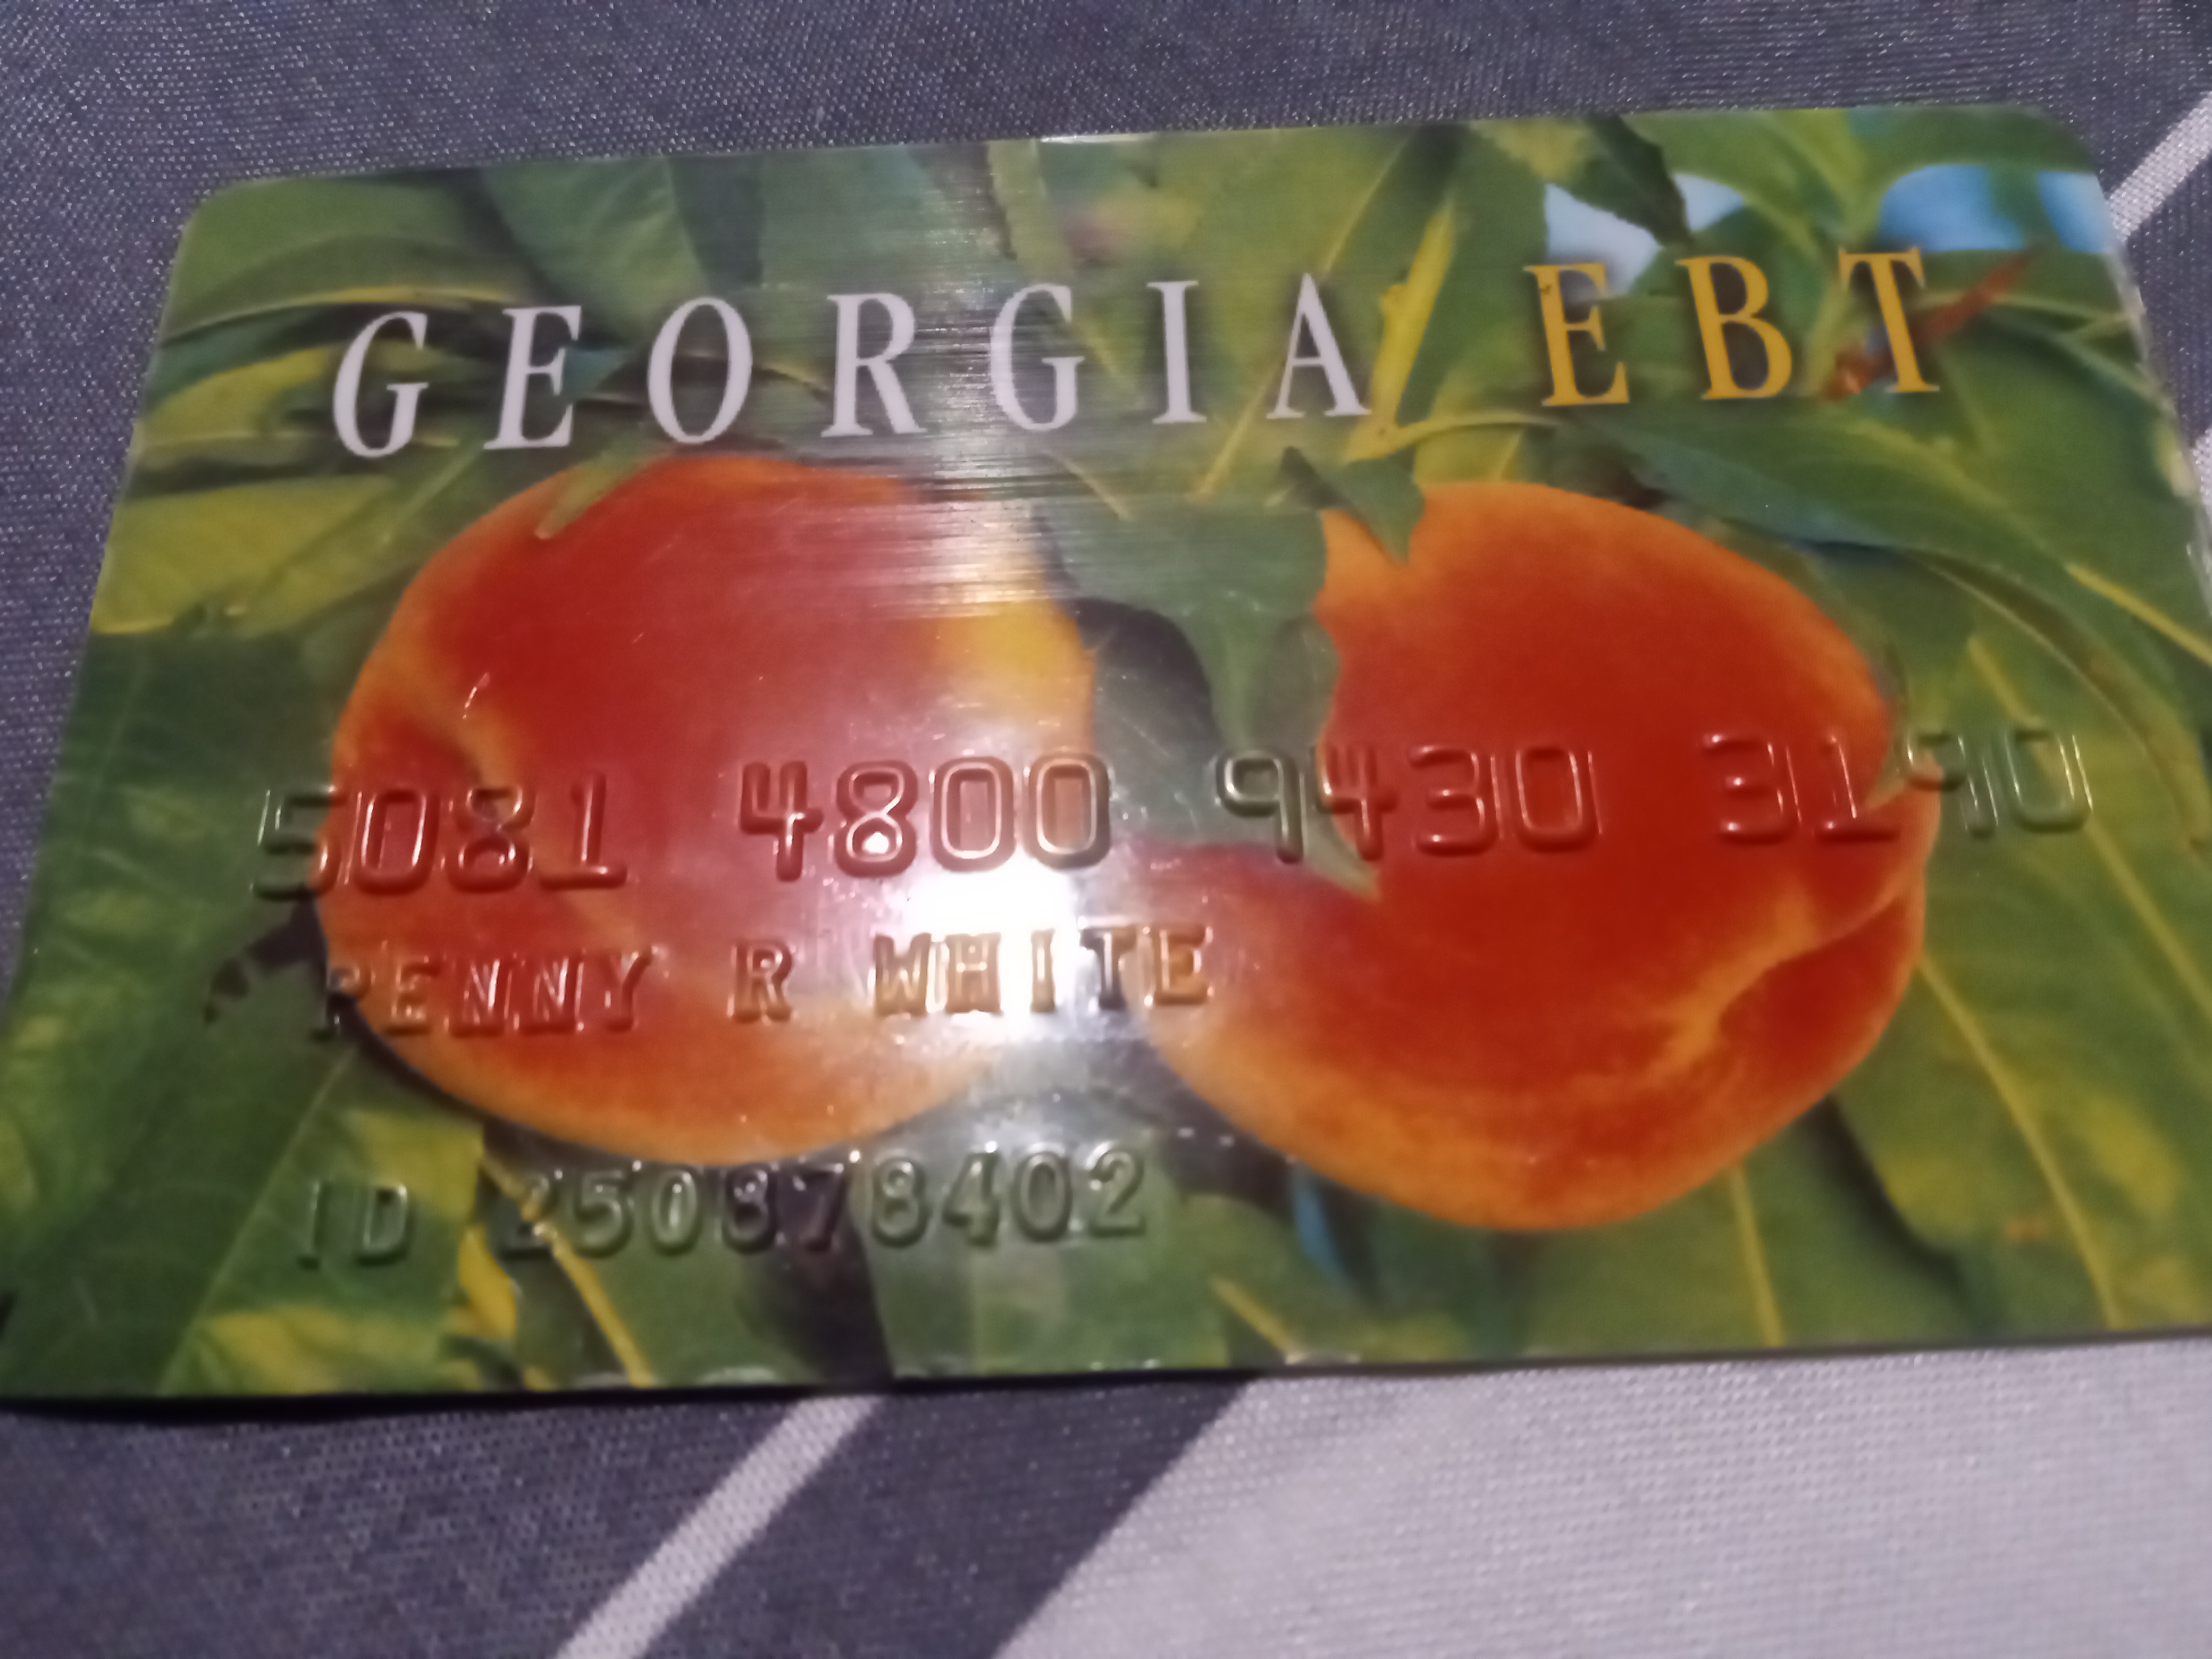 GEORGIA EBT
5081 4800 9430 3190
PENNY R WHITE
ID 250878402